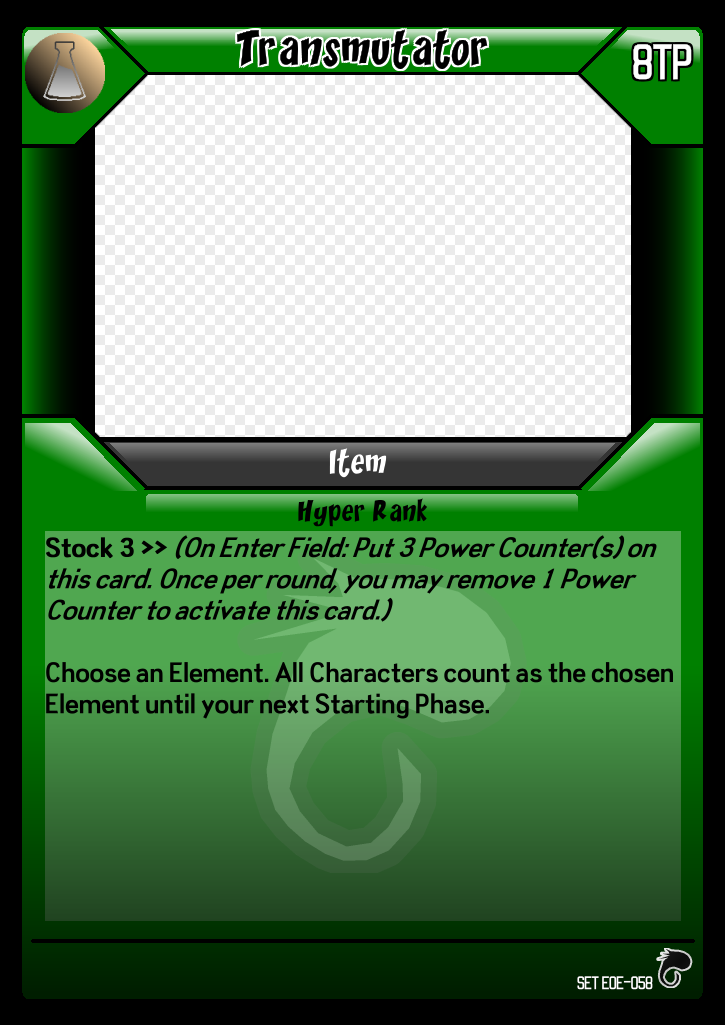 Transmutator
8TP
Item
Hyper Rank
Stock 3 >> (On Enter Field: Put 3 Power Counter(s) on
this card. Once per round, you may remove 1 Power
Counter to activate this card.)
Choose an Element. All Characters count as the chosen
Element until your next Starting Phase.
SET EOE-058